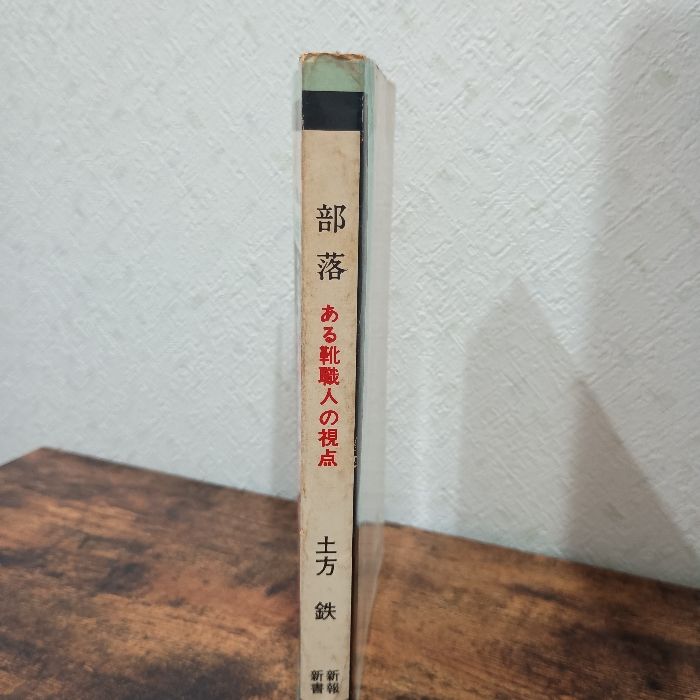 部落
ある靴職人の視点
土方 鉄
新報
新書